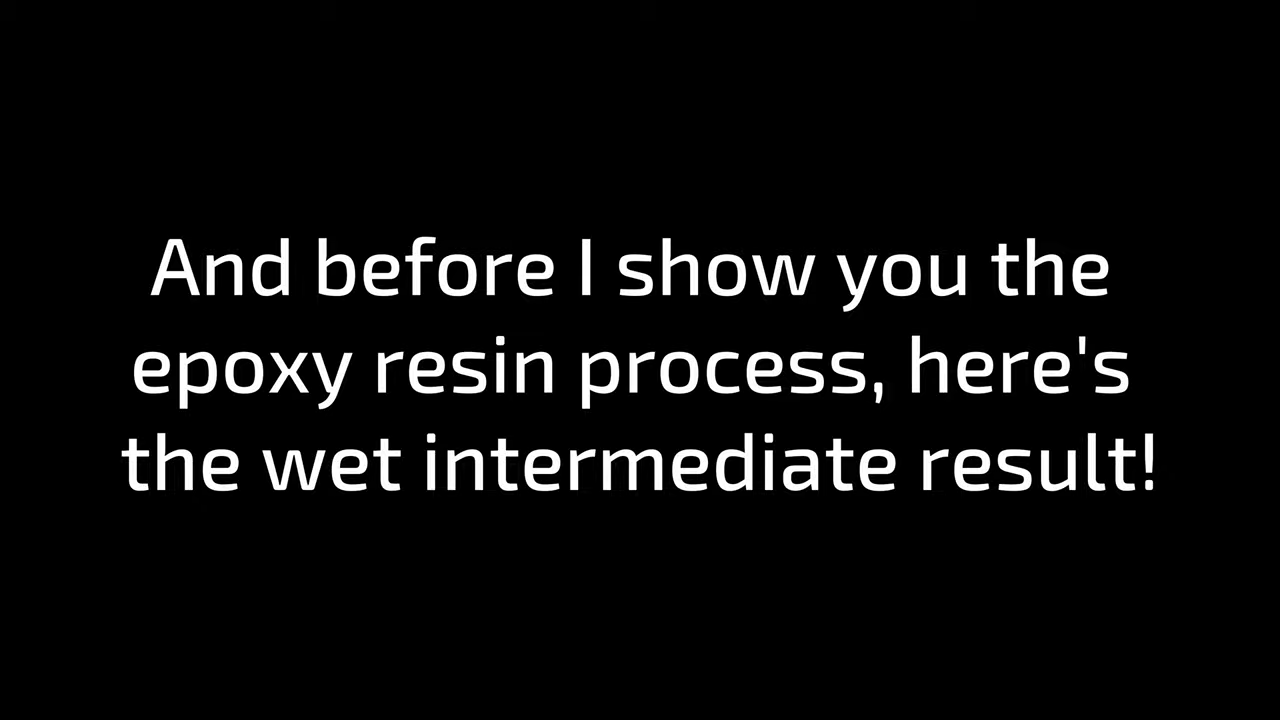 And before I show you the
epoxy resin process, here's
the wet intermediate result!